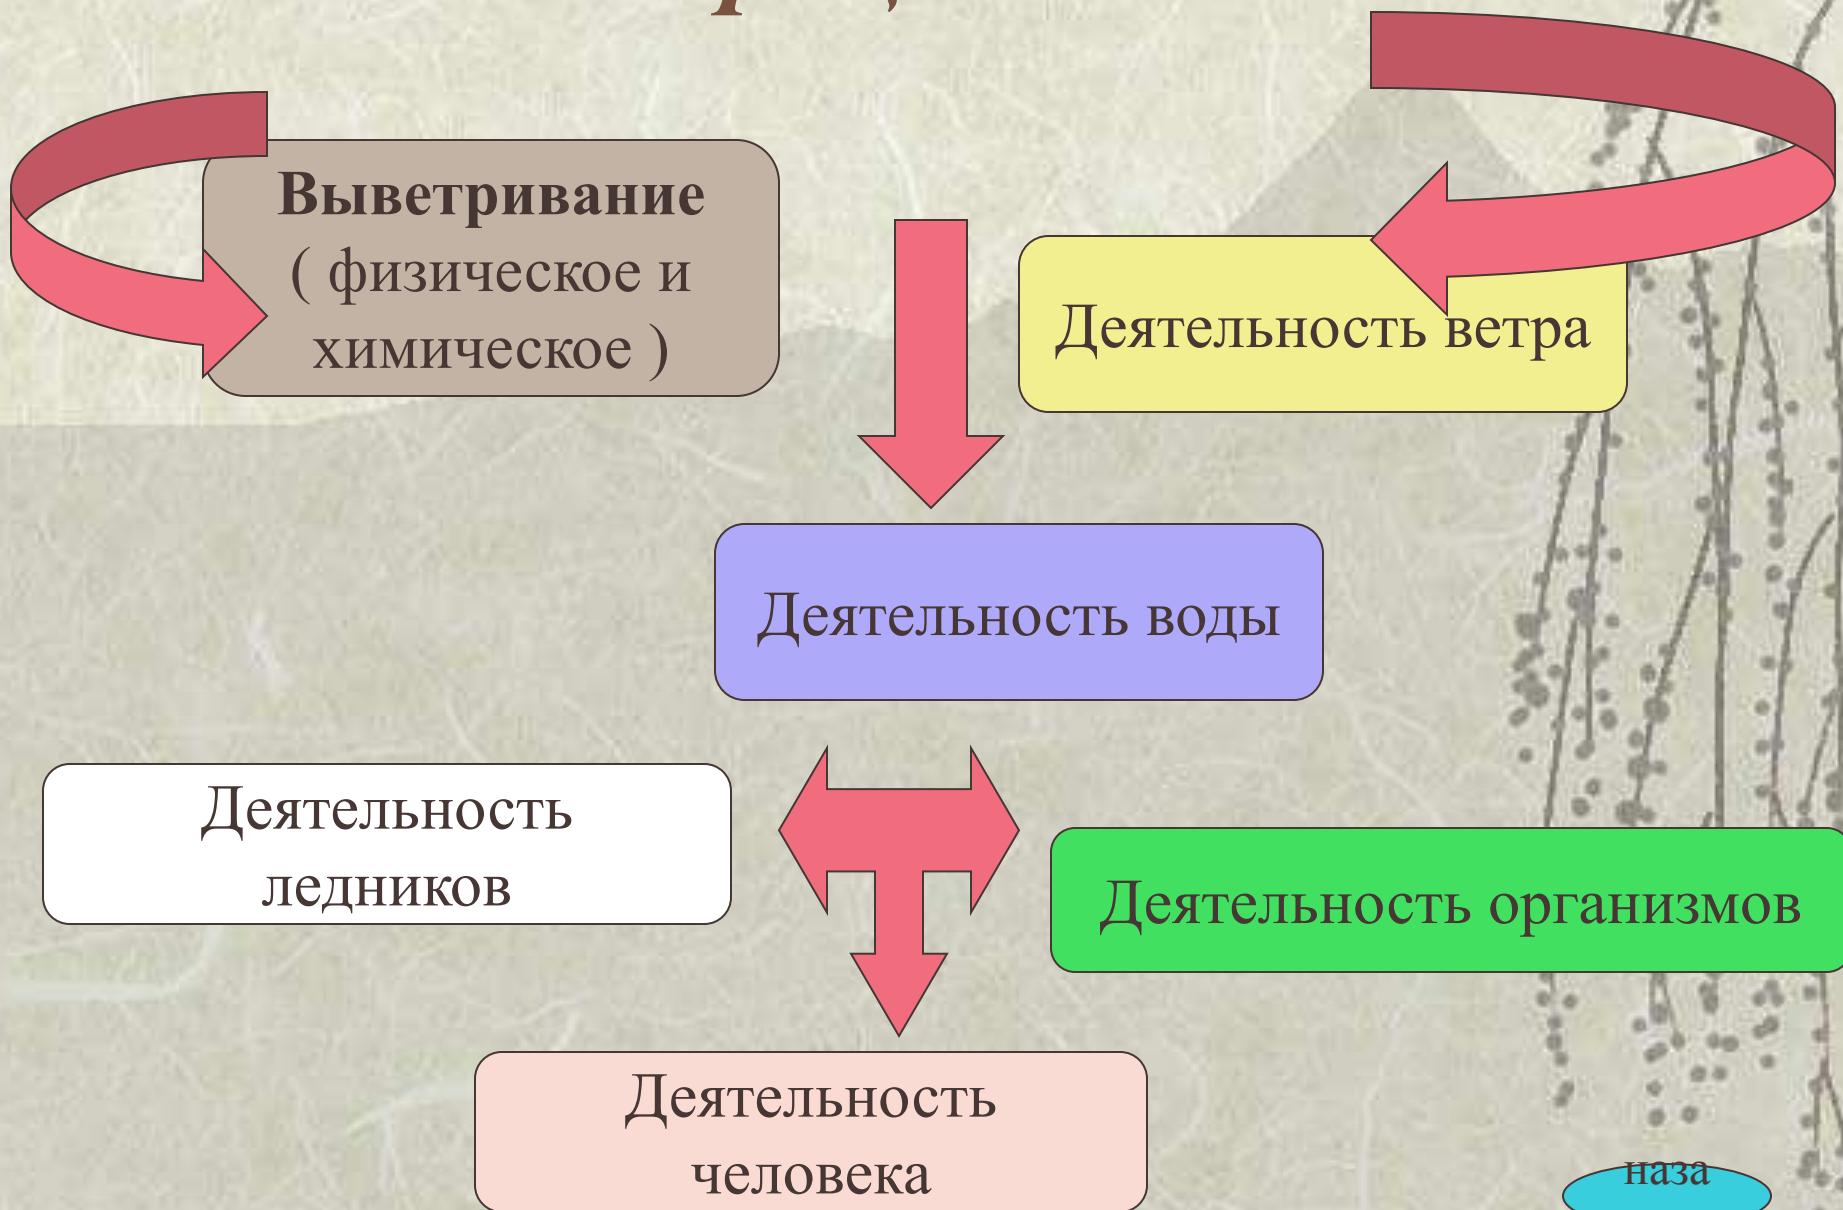 Выветривание
( физическое и
химическое )
Деятельность ветра
Деятельность воды
Деятельность
ледников
Деятельность организмов
Деятельность
человека
наза